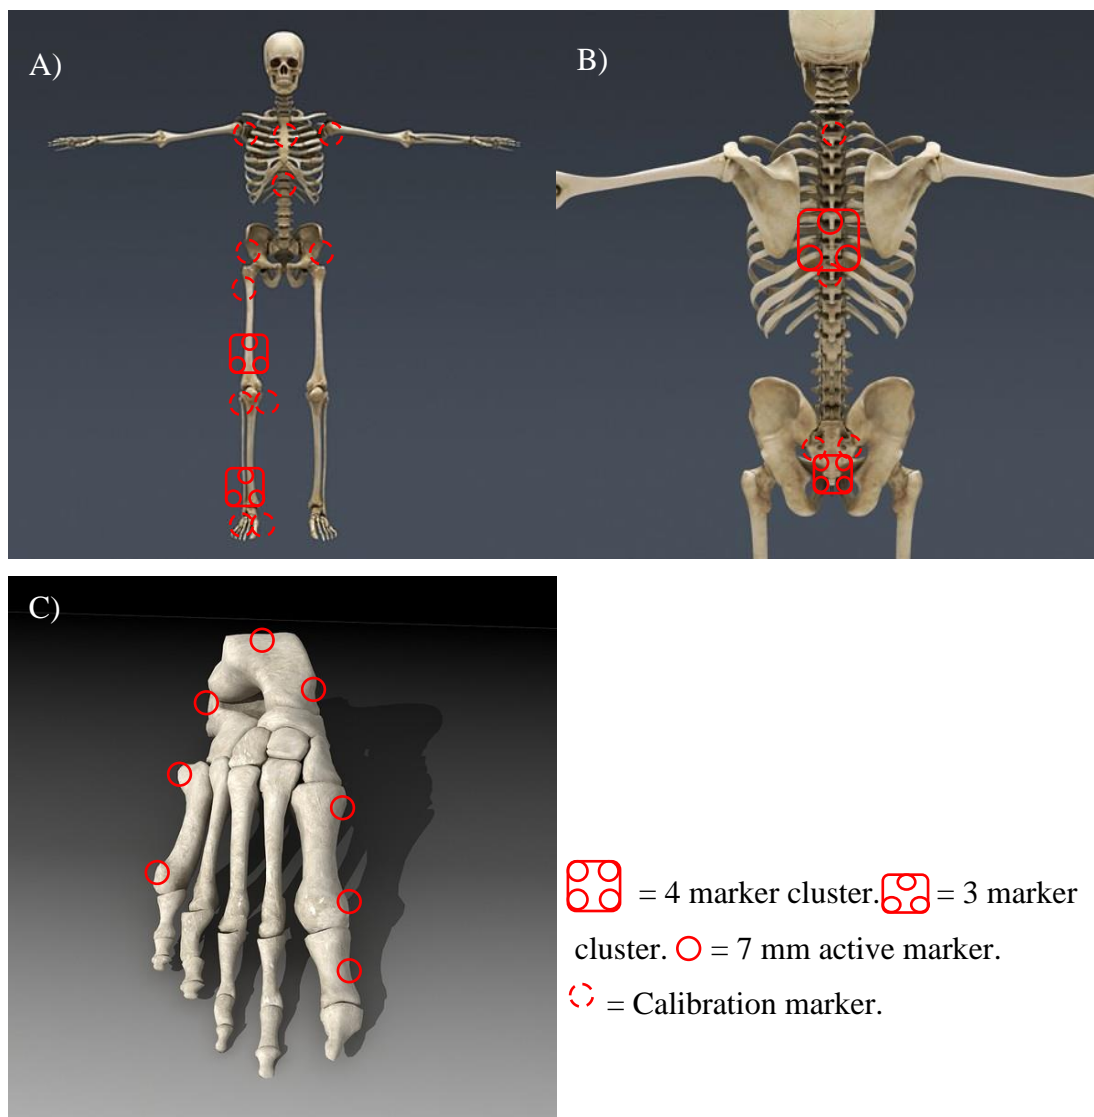 A)
B)
C)
= 4 marker cluster. = 3 marker
cluster. = 7 mm active marker.
= Calibration marker.